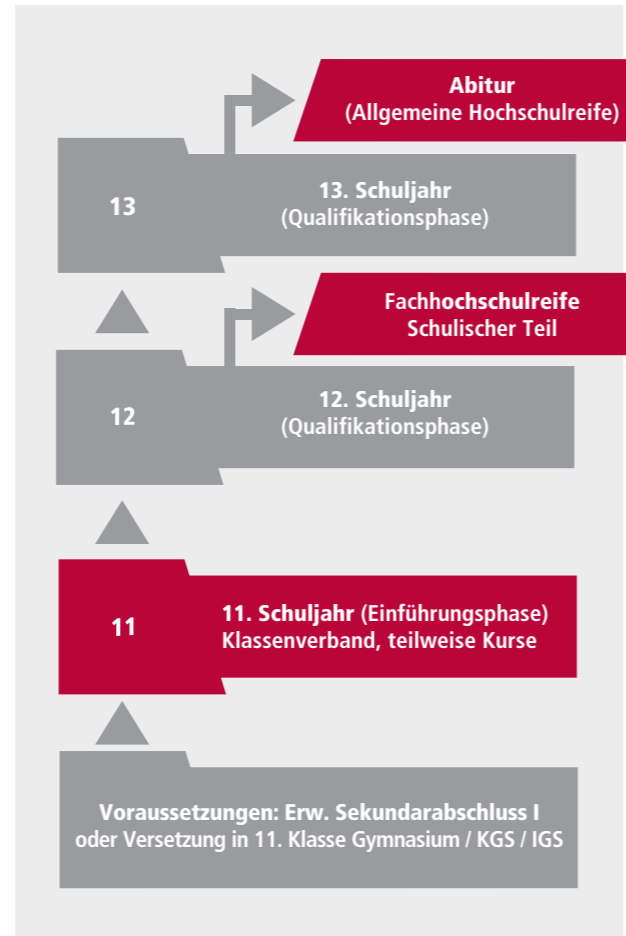 Abitur
(Allgemeine Hochschulreife)
13
13. Schuljahr
(Qualifikationsphase)
Fachhochschulreife
Schulischer Teil
12
12. Schuljahr
(Qualifikationsphase)
11
11. Schuljahr (Einführungsphase)
Klassenverband, teilweise Kurse
Voraussetzungen: Erw. Sekundarabschluss I
oder Versetzung in 11. Klasse Gymnasium / KGS / IGS